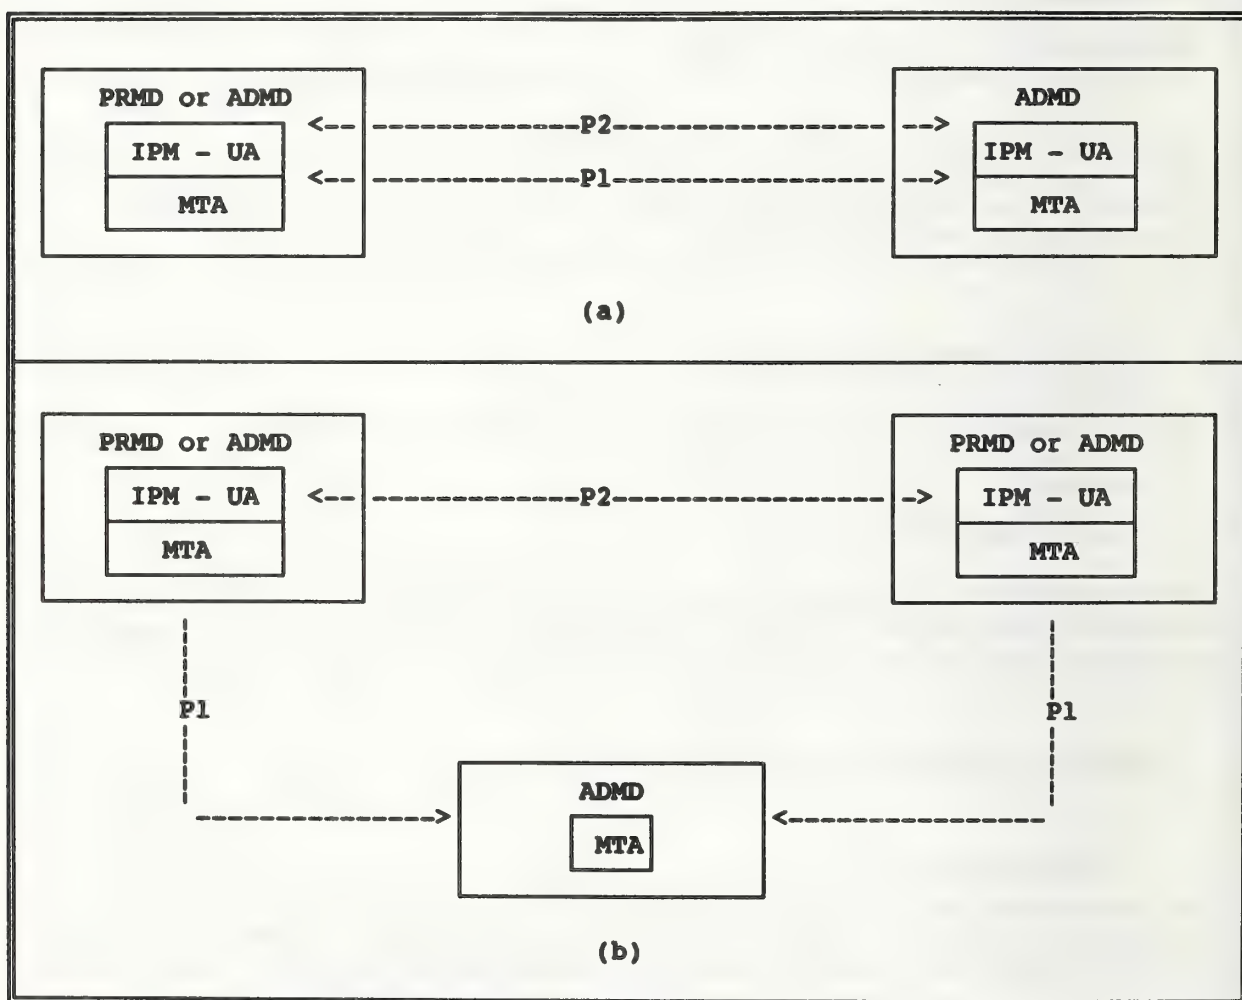 PRMD or ADMD
ADMD
<-- ---------------P2-------------------- -->
IPM - UA
IPM - UA
<-- ---------------P1-------------------- -->
MTA
MTA
(a)
PRMD or ADMD
PRMD or ADMD
IPM - UA
<-- ---------------P2-------------------- -->
IPM - UA
MTA
MTA
P1
P1
ADMD
MTA
(b)